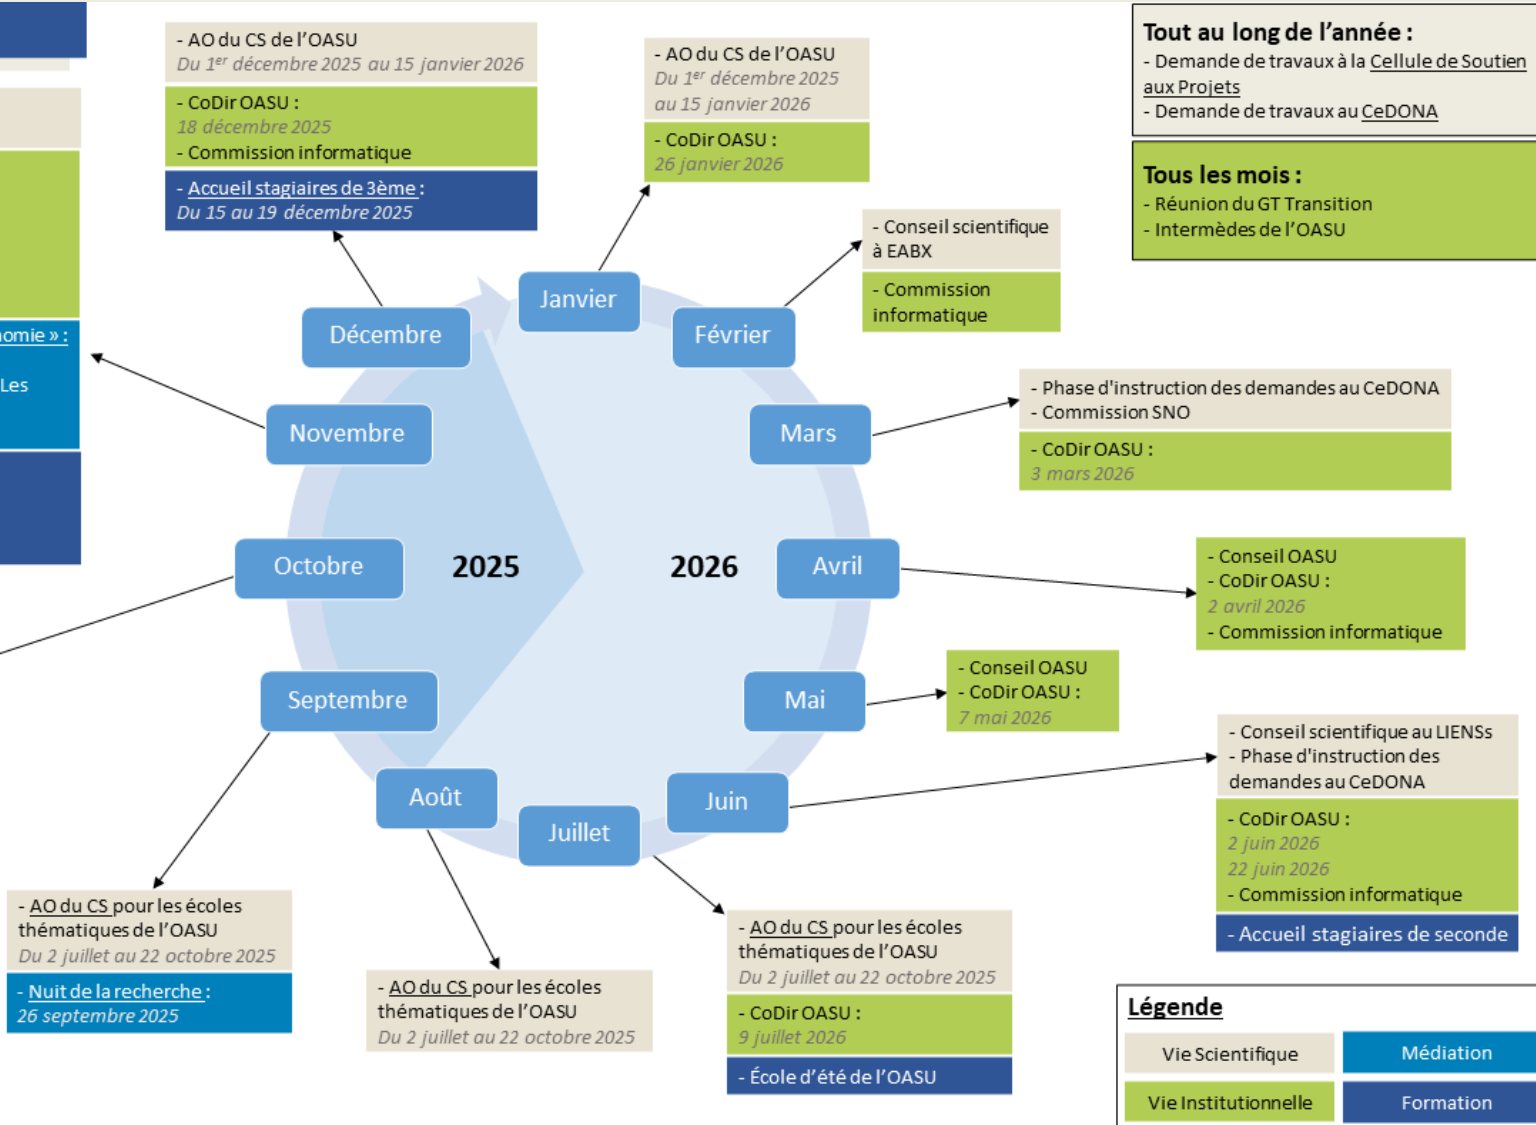 - AO du CS de l'OASU
Du 1er décembre 2025 au 15 janvier 2026
- CoDir OASU :
18 décembre 2025
- Commission informatique
- Accueil stagiaires de 3ème :
Du 15 au 19 décembre 2025
- AO du CS de l'OASU
Du 1er décembre 2025
au 15 janvier 2026
- CoDir OASU :
26 janvier 2026
Tout au long de l'année :
- Demande de travaux à la Cellule de Soutien
aux Projets
- Demande de travaux au CeDONA
Tous les mois :
- Réunion du GT Transition
- Intermèdes de l'OASU
- Conseil scientifique
à EABX
- Commission
informatique
Janvier
Février
Mars
Avril
Mai
Juin
Juillet
Août
Septembre
Octobre
Novembre
Décembre
2025
2026
omie » :
Les
- Phase d'instruction des demandes au CeDONA
- Commission SNO
- CoDir OASU :
3 mars 2026
- Conseil OASU
- CoDir OASU :
2 avril 2026
- Commission informatique
- Conseil OASU
- CoDir OASU :
7 mai 2026
- Conseil scientifique au LIENSs
- Phase d'instruction des
demandes au CeDONA
- CoDir OASU :
2 juin 2026
22 juin 2026
- Commission informatique
- Accueil stagiaires de seconde
- AO du CS pour les écoles
thématiques de l'OASU
Du 2 juillet au 22 octobre 2025
- CoDir OASU :
9 juillet 2026
- École d'été de l'OASU
- AO du CS pour les écoles
thématiques de l'OASU
Du 2 juillet au 22 octobre 2025
- AO du CS pour les écoles
thématiques de l'OASU
Du 2 juillet au 22 octobre 2025
- Nuit de la recherche :
26 septembre 2025
Légende
Vie Scientifique
Médiation
Vie Institutionnelle
Formation